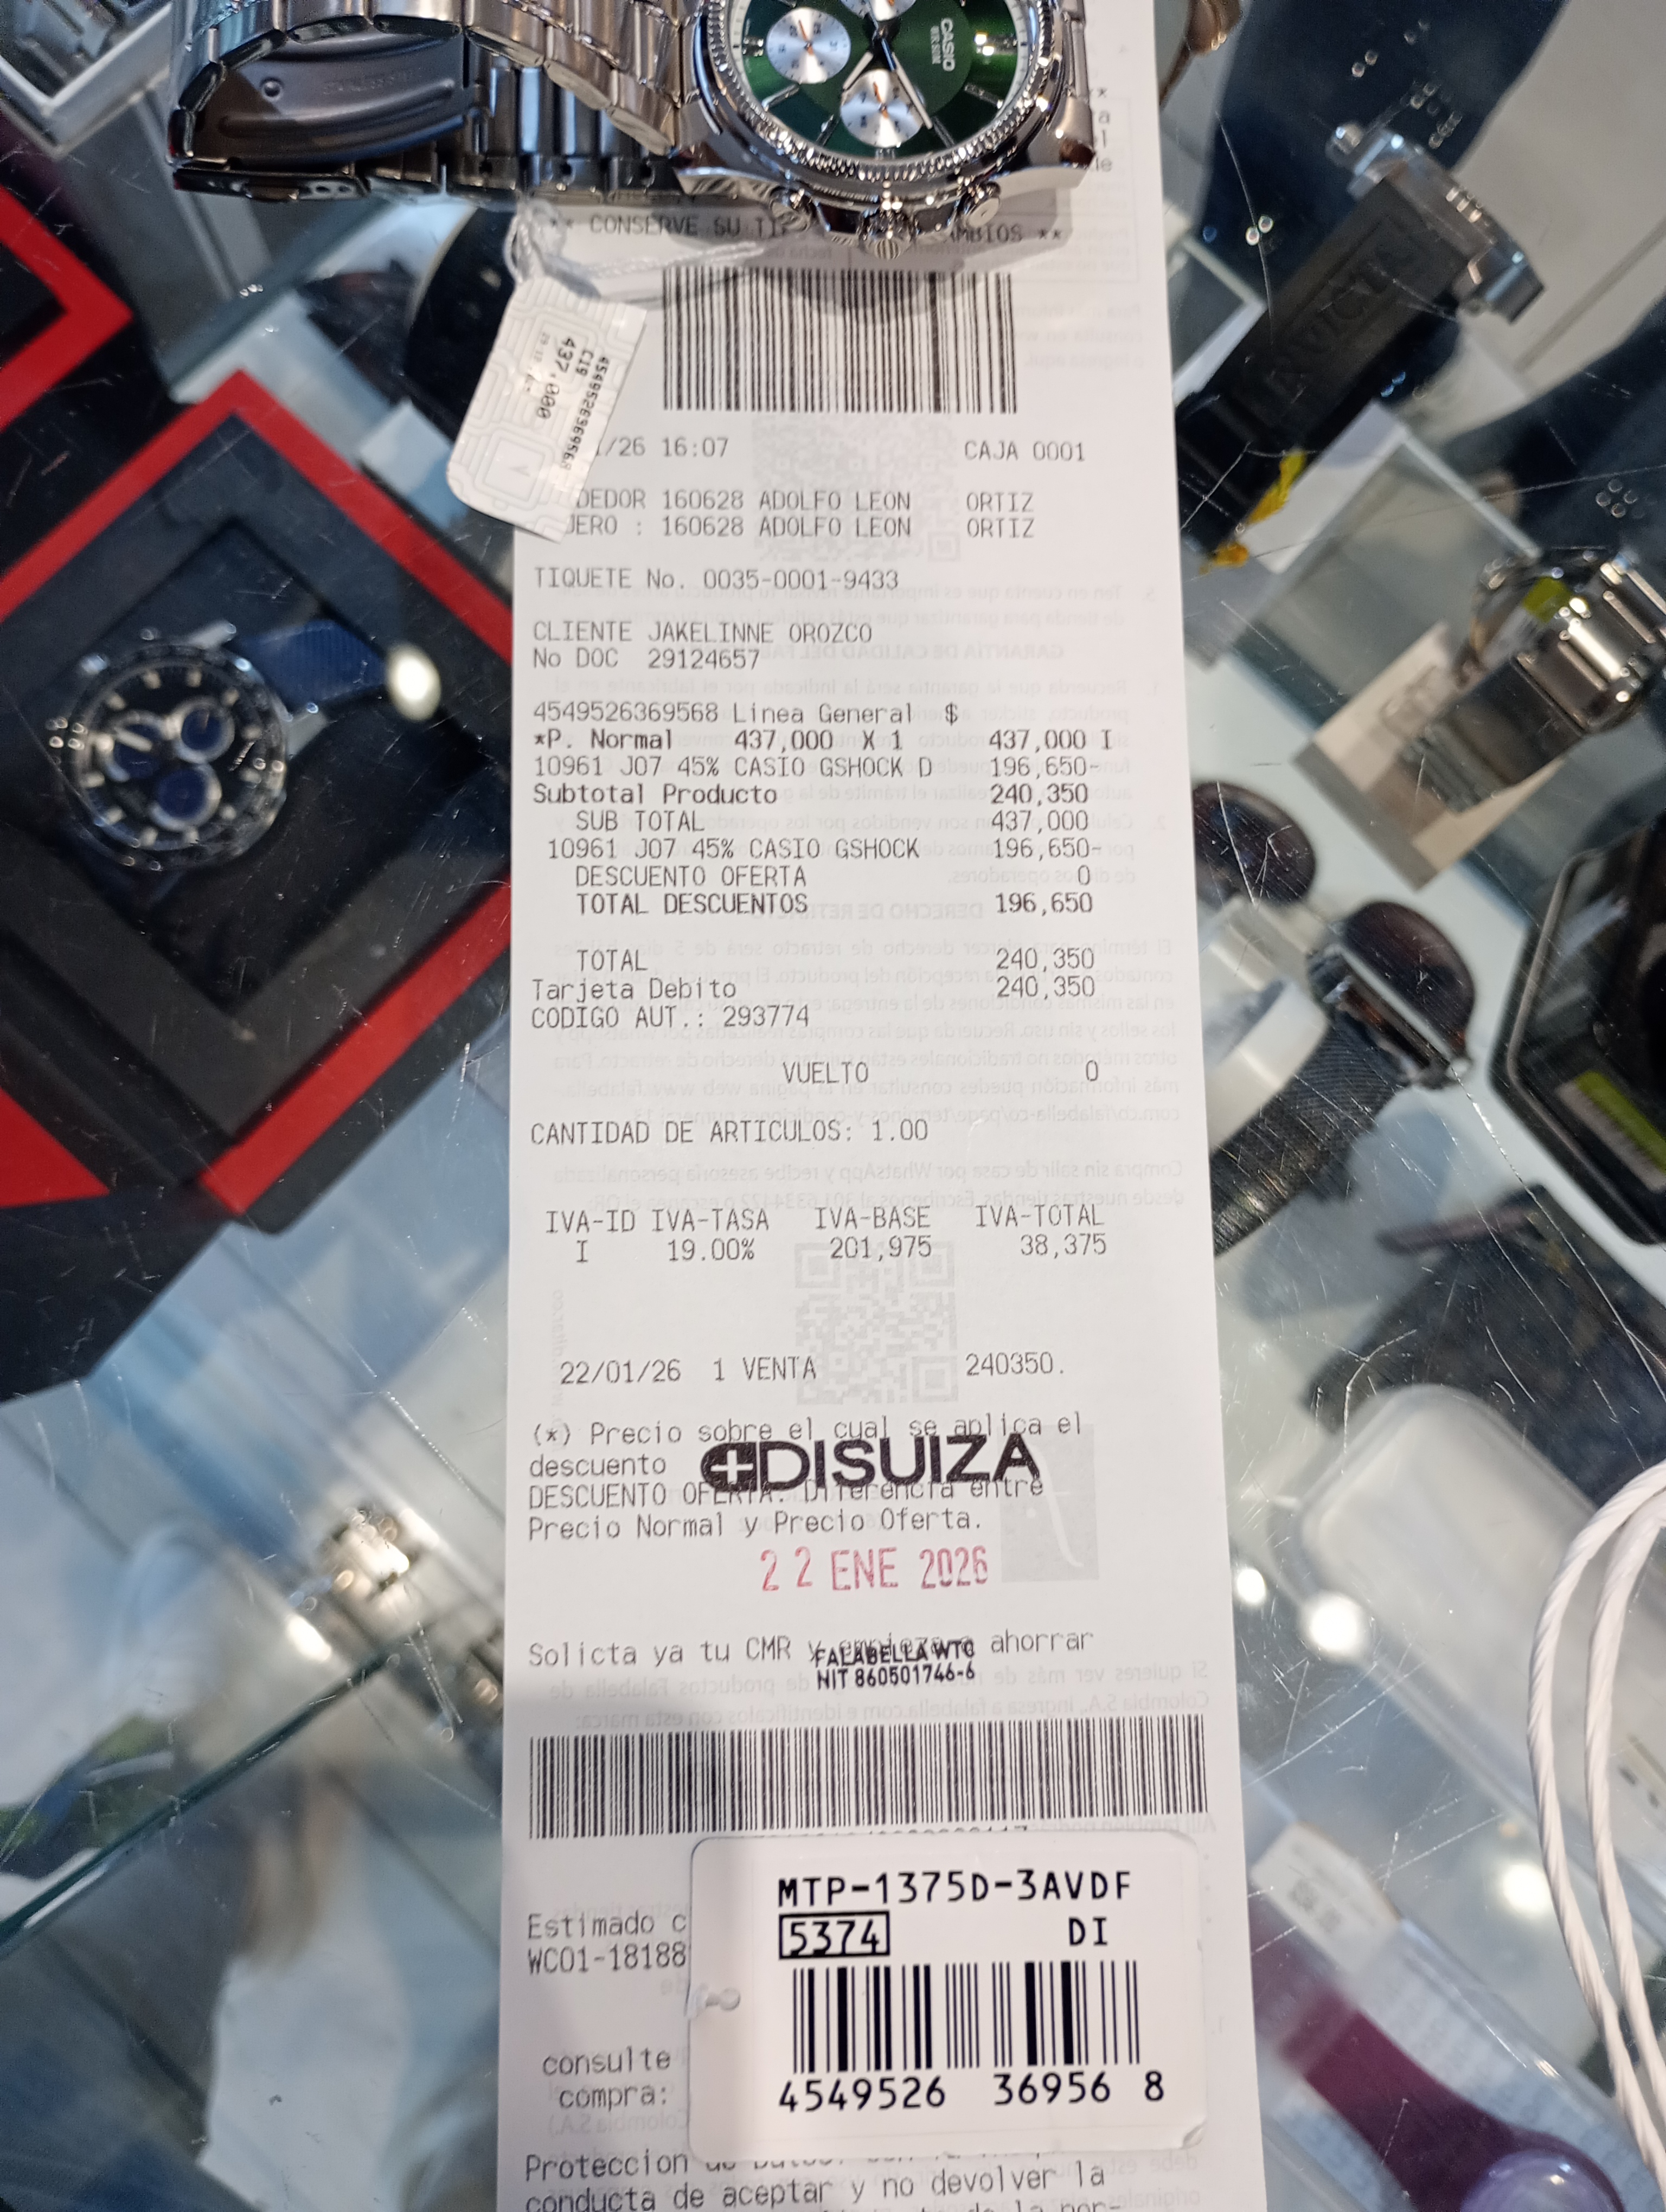 CASIO
** CONSERVE SU
CAMBIOS **
4549526369568
C19
437.000
/26 16:07 CAJA 0001
DEDOR 160628 ADOLFO LEON ORTIZ
JERO : 160628 ADOLFO LEON ORTIZ
TIQUETE No. 0035-0001-9433
CLIENTE JAKELINNE OROZCO
No DOC 29124657
4549526369568 Linea General $
*P. Normal 437,000 X 1 437,000 I
10961 J07 45% CASIO GSHOCK D 196,650-
Subtotal Producto 240,350
SUB TOTAL 437,000
10961 J07 45% CASIO GSHOCK 196,650-
DESCUENTO OFERTA 0
TOTAL DESCUENTOS 196,650
TOTAL 240,350
Tarjeta Debito 240,350
CODIGO AUT.: 293774
VUELTO 0
CANTIDAD DE ARTICULOS: 1.00
IVA-ID IVA-TASA IVA-BASE IVA-TOTAL
I 19.00% 201,975 38,375
22/01/26 1 VENTA 240350.
(*) Precio sobre el cual se aplica el
descuento
DISUIZA
DESCUENTO OFERTA: Diferencia entre
Precio Normal y Precio Oferta.
22 ENE 2026
Solicta ya tu CMR y empieza a ahorrar
FALABELLA WTC
NIT 860501746-6
MTP-1375D-3AVDF
5374 DI
4549526 36956 8
Estimado c
WC01-18188
consulte
compra:
Proteccion
conducta de aceptar y no devolver la
INVICTA